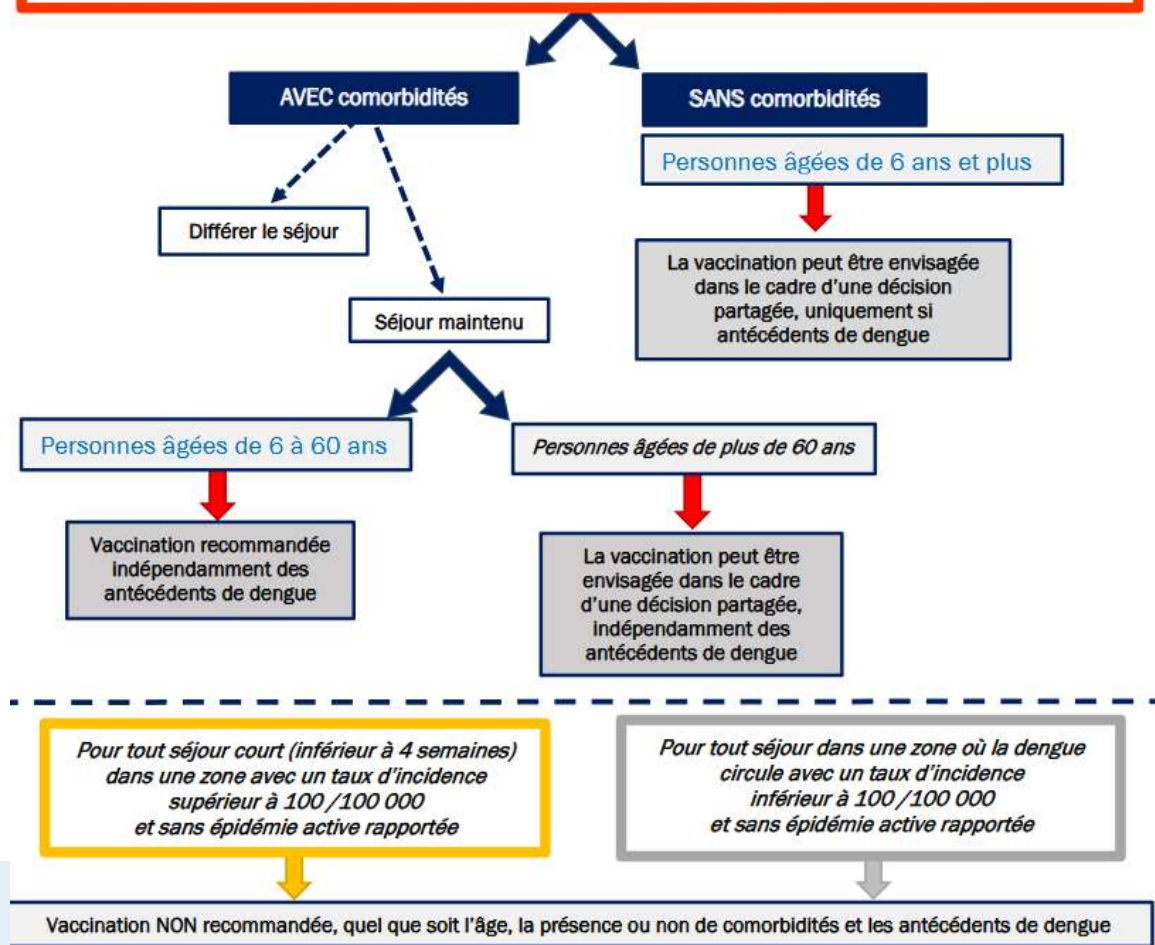 AVEC comorbidités
SANS comorbidités
Personnes âgées de 6 ans et plus
Différer le séjour
La vaccination peut être envisagée
dans le cadre d'une décision
partagée, uniquement si
antécédents de dengue
Séjour maintenu
Personnes âgées de 6 à 60 ans
Personnes âgées de plus de 60 ans
Vaccination recommandée
indépendamment des
antécédents de dengue
La vaccination peut être
envisagée dans le cadre
d'une décision partagée,
indépendamment des
antécédents de dengue
Pour tout séjour court (inférieur à 4 semaines)
dans une zone avec un taux d'incidence
supérieur à 100 /100 000
et sans épidémie active rapportée
Pour tout séjour dans une zone où la dengue
circule avec un taux d'incidence
inférieur à 100 /100 000
et sans épidémie active rapportée
Vaccination NON recommandée, quel que soit l'âge, la présence ou non de comorbidités et les antécédents de dengue